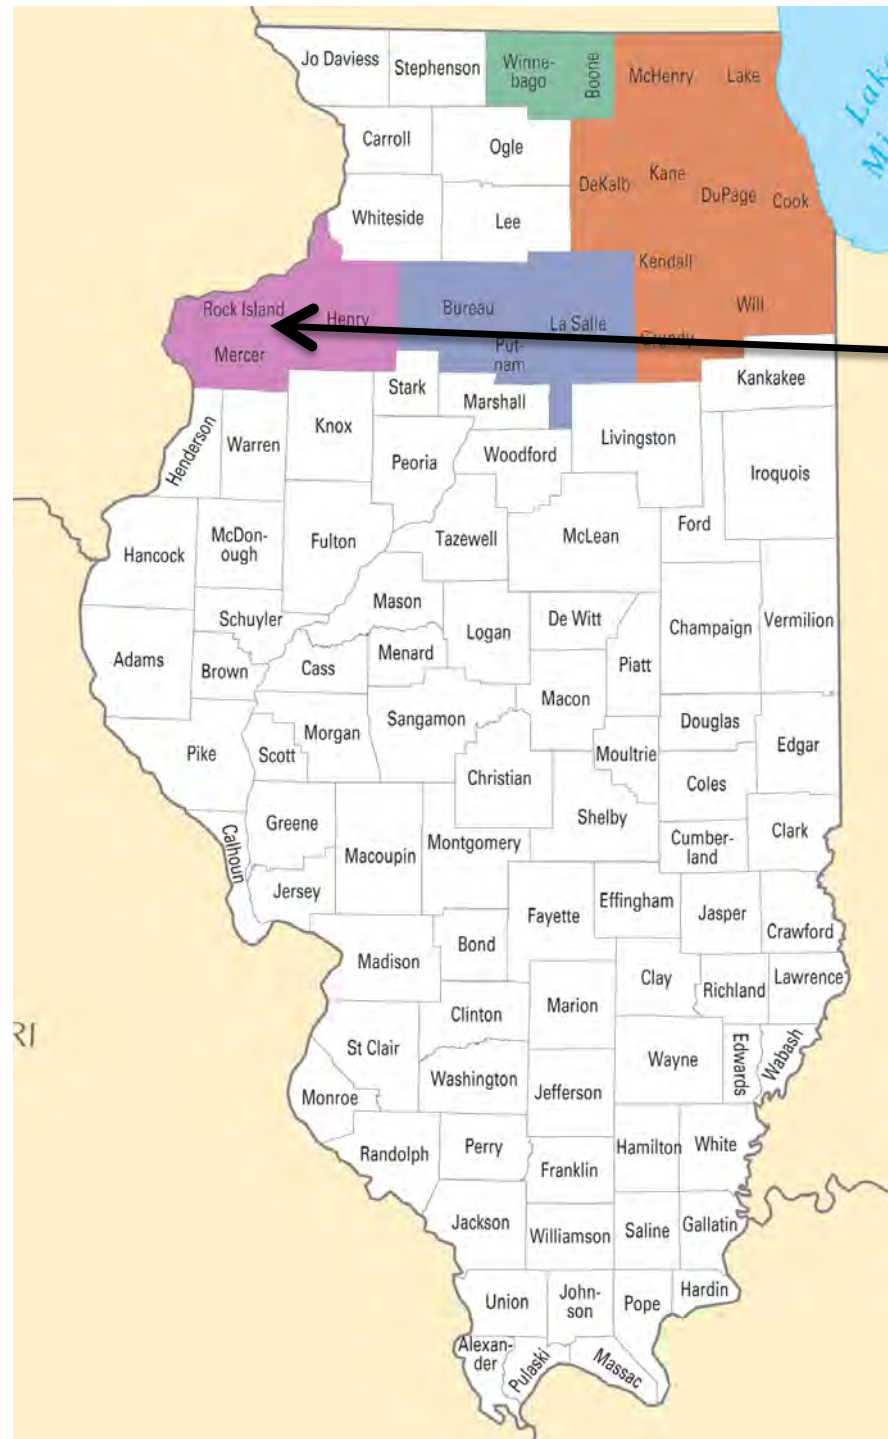 Jo Daviess
Stephenson
Winne-
bago
Boone
McHenry
Lake
Lake
Mi
Carroll
Ogle
DeKalb
Kane
DuPage
Cook
Whiteside
Lee
Kendall
Rock Island
Henry
Bureau
La Salle
Will
Mercer
Put-
nam
Grundy
Kankakee
Stark
Marshall
Henderson
Warren
Knox
Peoria
Woodford
Livingston
Iroquois
Hancock
McDon-
ough
Fulton
Tazewell
McLean
Ford
Schuyler
Mason
Logan
De Witt
Champaign
Vermilion
Adams
Brown
Cass
Menard
Piatt
Macon
Pike
Scott
Morgan
Sangamon
Douglas
Edgar
Christian
Moultrie
Coles
Calhoun
Greene
Macoupin
Montgomery
Shelby
Cumber-
land
Clark
Jersey
Fayette
Effingham
Jasper
Crawford
Madison
Bond
Clay
Richland
Lawrence
RI
St Clair
Clinton
Marion
Wayne
Edwards
Wabash
Monroe
Washington
Jefferson
Randolph
Perry
Hamilton
White
Franklin
Jackson
Williamson
Saline
Gallatin
Union
John-
son
Pope
Hardin
Alexan-
der
Pulaski
Massac